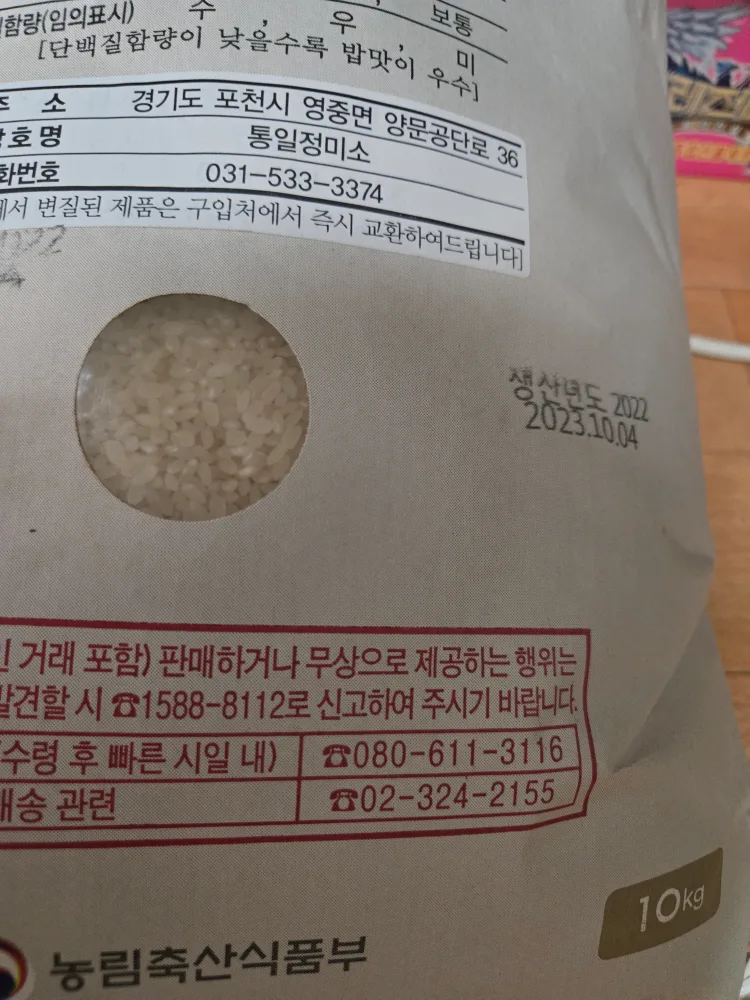 함량(임의표시) 수 , 우 , 보통
[단백질함량이 낮을수록 밥맛이 우수] 미
주 소 경기도 포천시 영중면 양문공단로 36
상호명 통일정미소
화번호 031-533-3374
에서 변질된 제품은 구입처에서 즉시 교환하여드립니다]
2022
생산년도 2022
2023.10.04
인 거래 포함) 판매하거나 무상으로 제공하는 행위는
발견할 시 ☎1588-8112로 신고하여 주시기 바랍니다.
(수령 후 빠른 시일 내) ☎080-611-3116
배송 관련 ☎02-324-2155
10kg
농림축산식품부